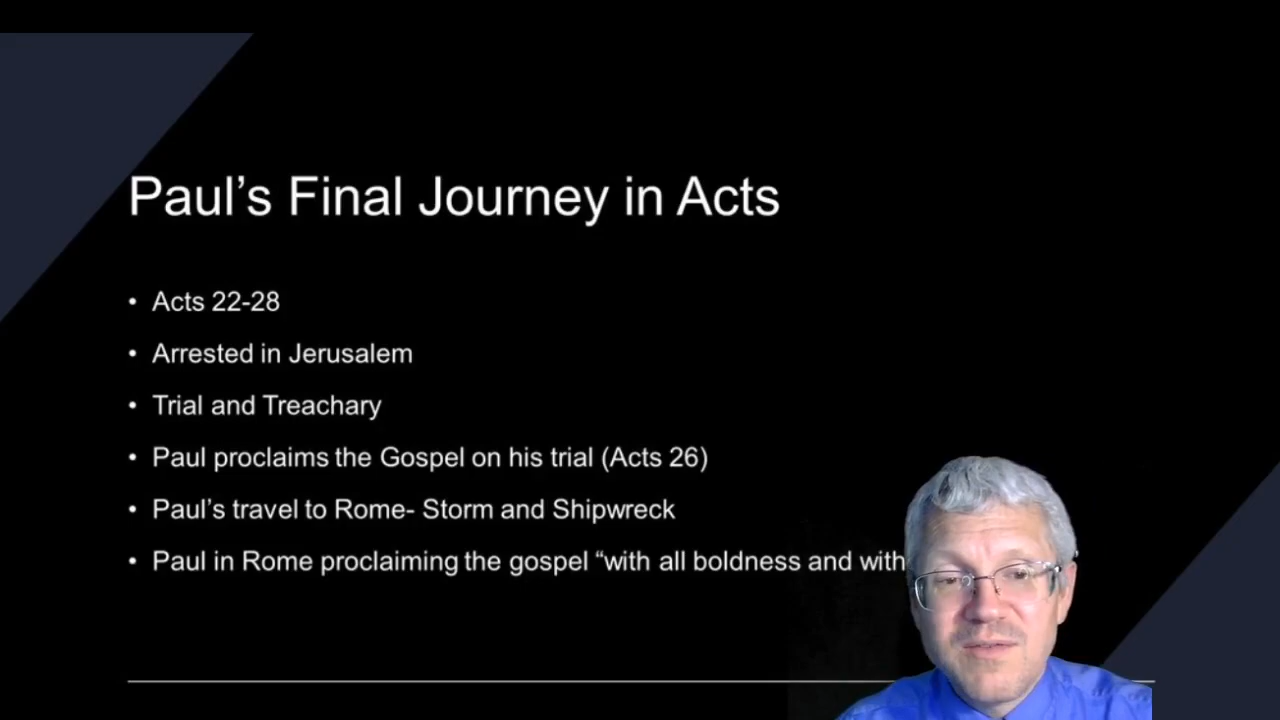 Paul’s Final Journey in Acts
• Acts 22-28
• Arrested in Jerusalem
• Trial and Treachary
• Paul proclaims the Gospel on his trial (Acts 26)
• Paul’s travel to Rome- Storm and Shipwreck
• Paul in Rome proclaiming the gospel “with all boldness and with